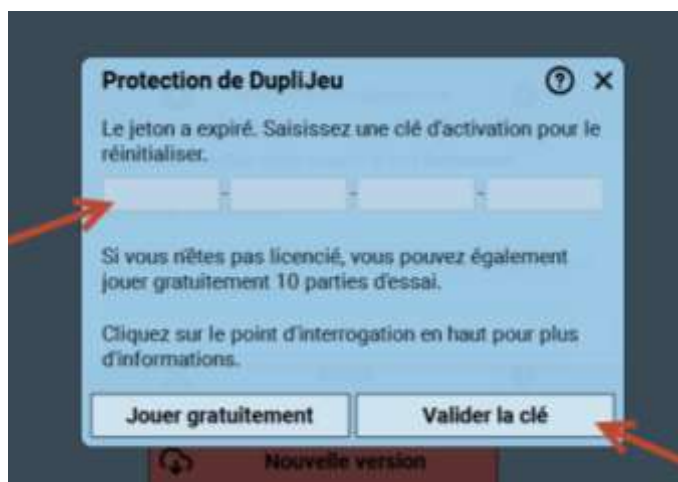 Protection de DupliJeu
Le jeton a expiré. Saisissez une clé d'activation pour le
réinitialiser.
- - -
Si vous n'êtes pas licencié, vous pouvez également
jouer gratuitement 10 parties d'essai.
Cliquez sur le point d'interrogation en haut pour plus
d'informations.
Jouer gratuitement Valider la clé
Nouvelle version